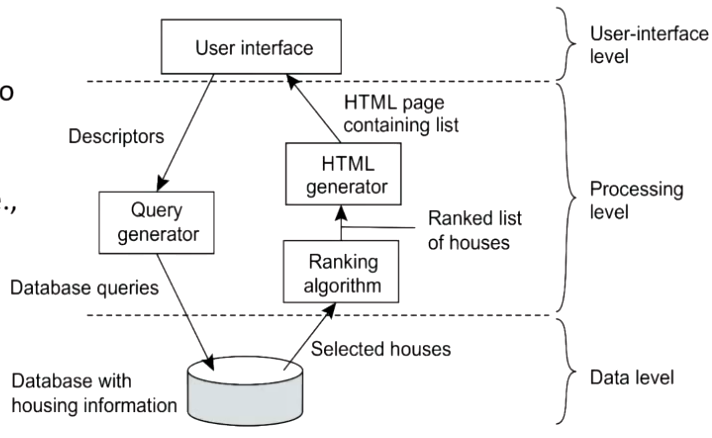 User interface
User-interface
level
o
HTML page
containing list
Descriptors
HTML
generator
Processing
level
.,
Query
generator
Ranked list
of houses
Ranking
algorithm
Database queries
Selected houses
Data level
Database with
housing information